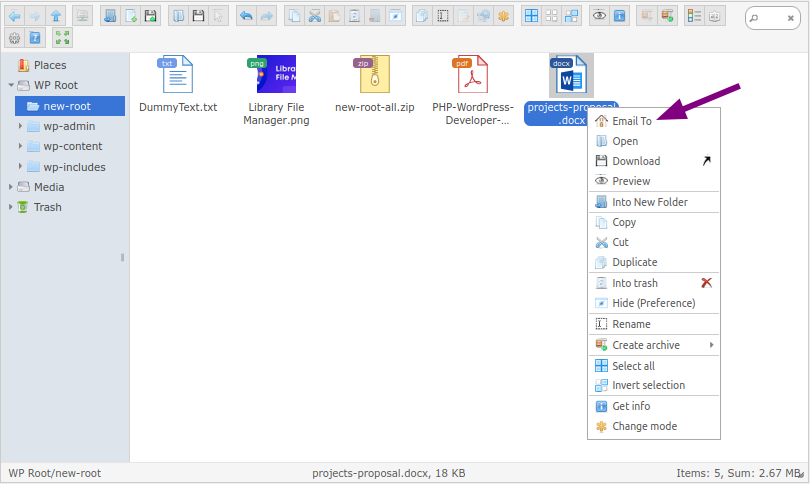 Places
WP Root
new-root
wp-admin
wp-content
wp-includes
Media
Trash
txt
DummyText.txt
png
Library File
Manager.png
zip
new-root-all.zip
pdf
PHP-WordPress-
Developer-...
docx
W
projects-proposal
.docx
Email To
Open
Download
Preview
Into New Folder
Copy
Cut
Duplicate
Into trash
Hide (Preference)
Rename
Create archive
Select all
Invert selection
Get info
Change mode
WP Root/new-root
projects-proposal.docx, 18 KB
Items: 5, Sum: 2.67 MB